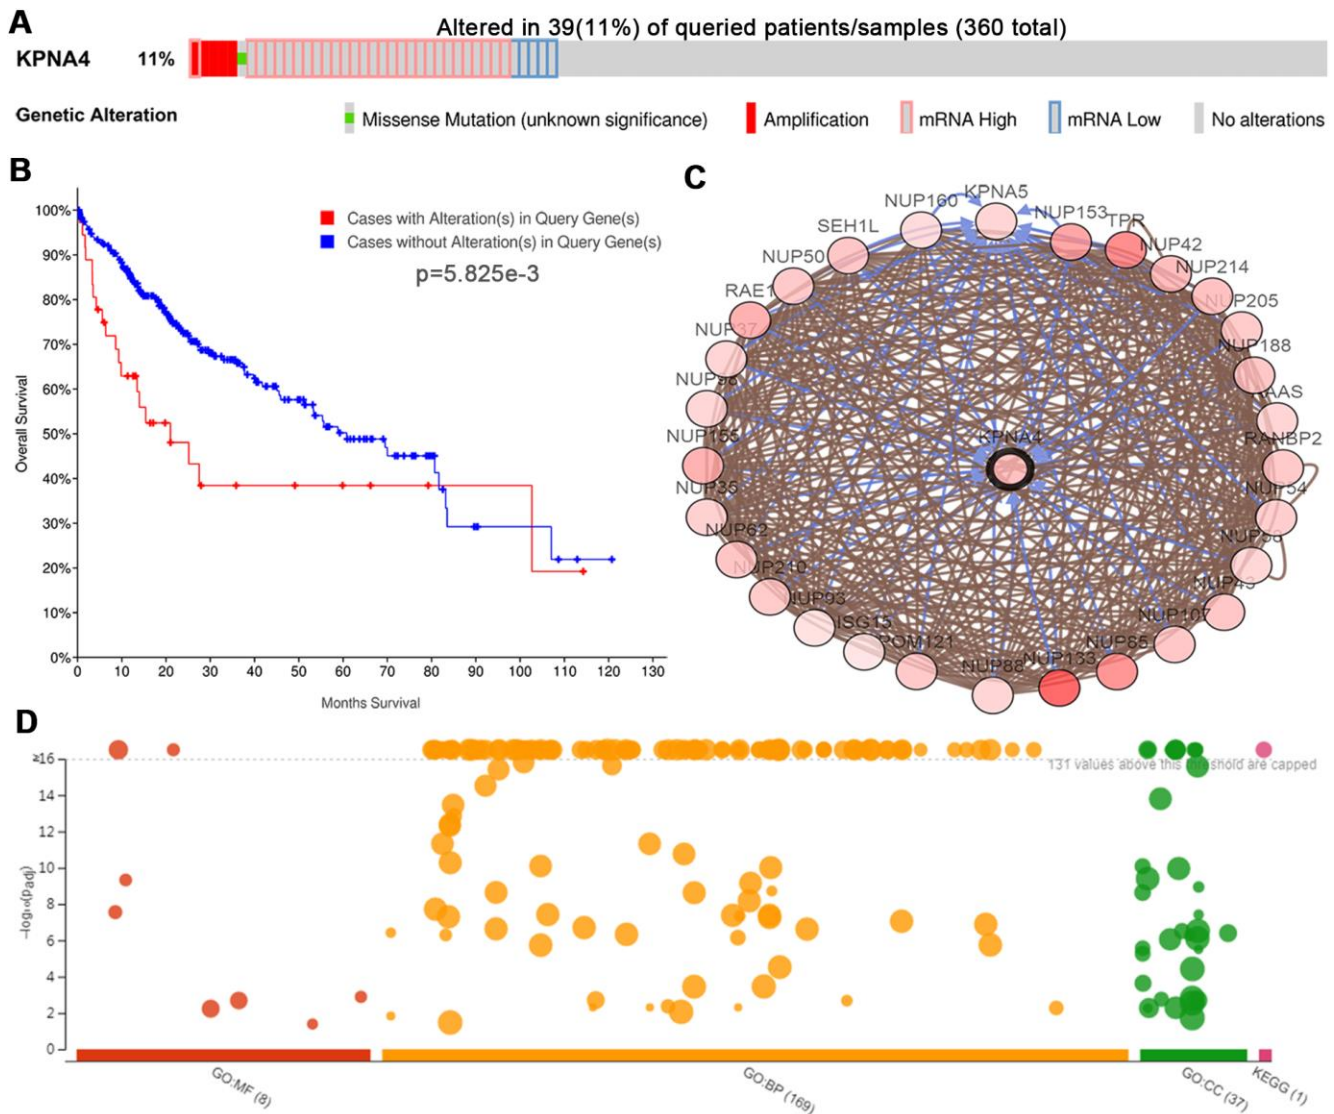 A
Altered in 39(11%) of queried patients/samples (360 total)
KPNA4 11%
Genetic Alteration Missense Mutation (unknown significance) Amplification mRNA High mRNA Low No alterations
B
Overall Survival
100%
90%
80%
70%
60%
50%
40%
30%
20%
10%
0%
Cases with Alteration(s) in Query Gene(s)
Cases without Alteration(s) in Query Gene(s)
p=5.825e-3
0 10 20 30 40 50 60 70 80 90 100 110 120 130
Months Survival
C
NUP160 KPNA5
NUP153
TPR
SEH1L
NUP42
NUP50
NUP214
RAE1
NUP205
NUP37
NUP188
NUP98
AAS
NUP155
KPNA4
RANBP2
NUP35
NUP54
NUP62
NUP210
NUP43
NUP93
NUP107
ISG15
POM121
NUP85
NUP88
NUP133
D
≥16
14
12
10
8
6
4
2
0
-log₁₀(padj)
131 values above this threshold are capped
GO:MF (8)
GO:BP (169)
GO:CC (37)
KEGG (1)